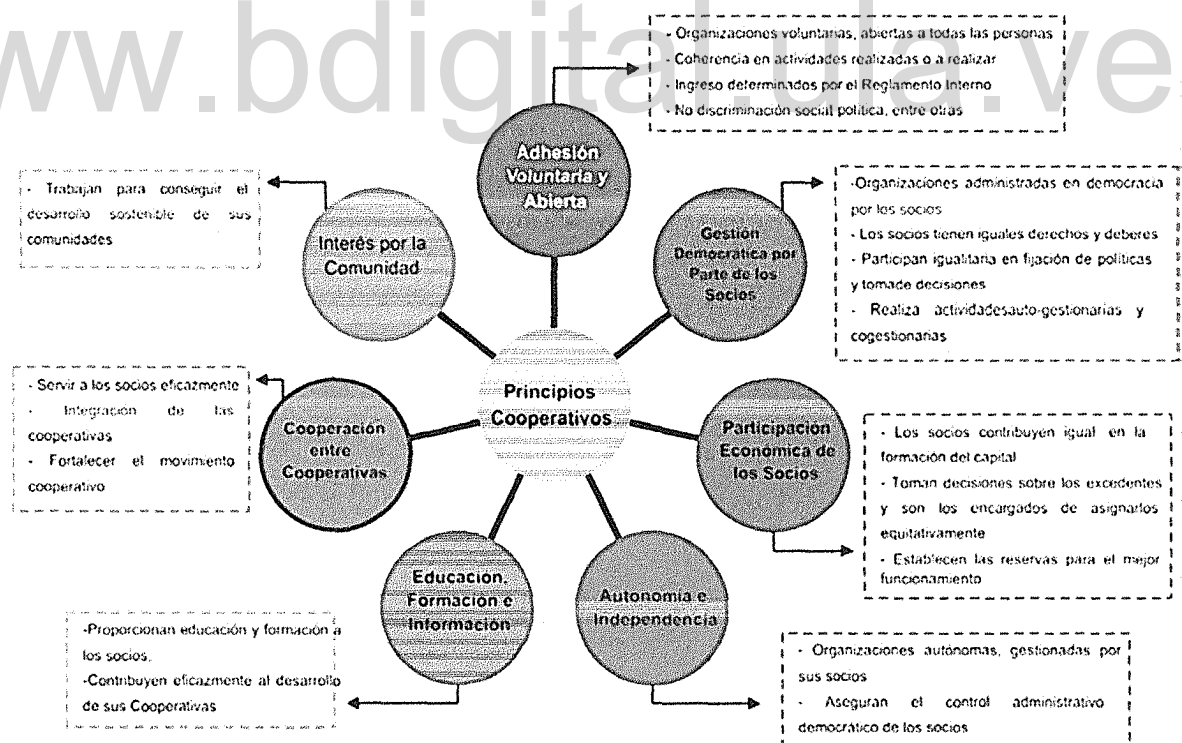 www.bdigital.ula.ve
- Organizaciones voluntarias, abiertas a todas las personas
- Coherencia en actividades realizadas o a realizar
- Ingreso determinados por el Reglamento Interno
- No discriminación social política, entre otras
Adhesión
Voluntaria y
Abierta
- Trabajan para conseguir el
desarrollo sostenible de sus
comunidades
Interés por la
Comunidad
Gestión
Democrática por
Parte de los
Socios
-Organizaciones administradas en democracia
por los socios
- Los socios tienen iguales derechos y deberes
- Participan igualitaria en fijación de políticas
y tomade decisiones
- Realiza actividadesauto-gestionarias y
cogestionarias
Principios
Cooperativos
- Servir a los socios eficazmente
- Integración de las
cooperativas
- Fortalecer el movimiento
cooperativo
Cooperación
entre
Cooperativas
Participación
Económica de
los Socios
- Los socios contribuyen igual en la
formación del capital
- Toman decisiones sobre los excedentes
y son los encargados de asignarlos
equitativamente
- Establecen las reservas para el mejor
funcionamiento
Educación,
Formación e
Información
Autonomía e
Independencia
-Proporcionan educación y formación a
los socios.
-Contribuyen eficazmente al desarrollo
de sus Cooperativas
- Organizaciones autónomas, gestionadas por
sus socios
- Aseguran el control administrativo
democrático de los socios